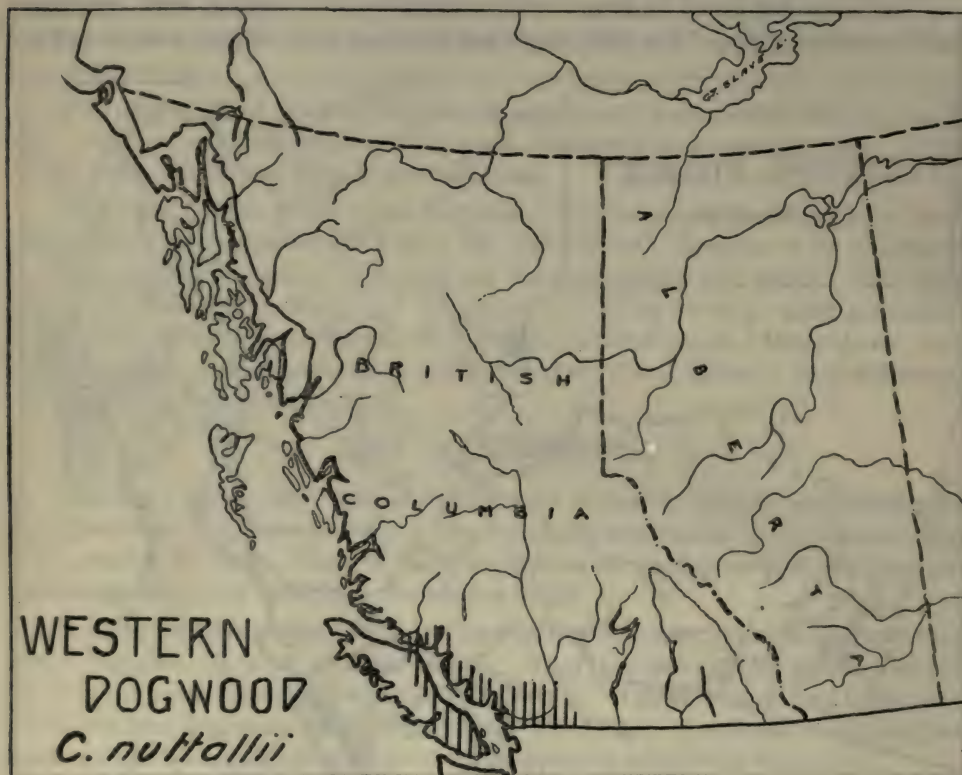 GT. SLAVE L.
ALBERTA
BRITISH
COLUMBIA
WESTERN
DOGWOOD
C. nuttallii